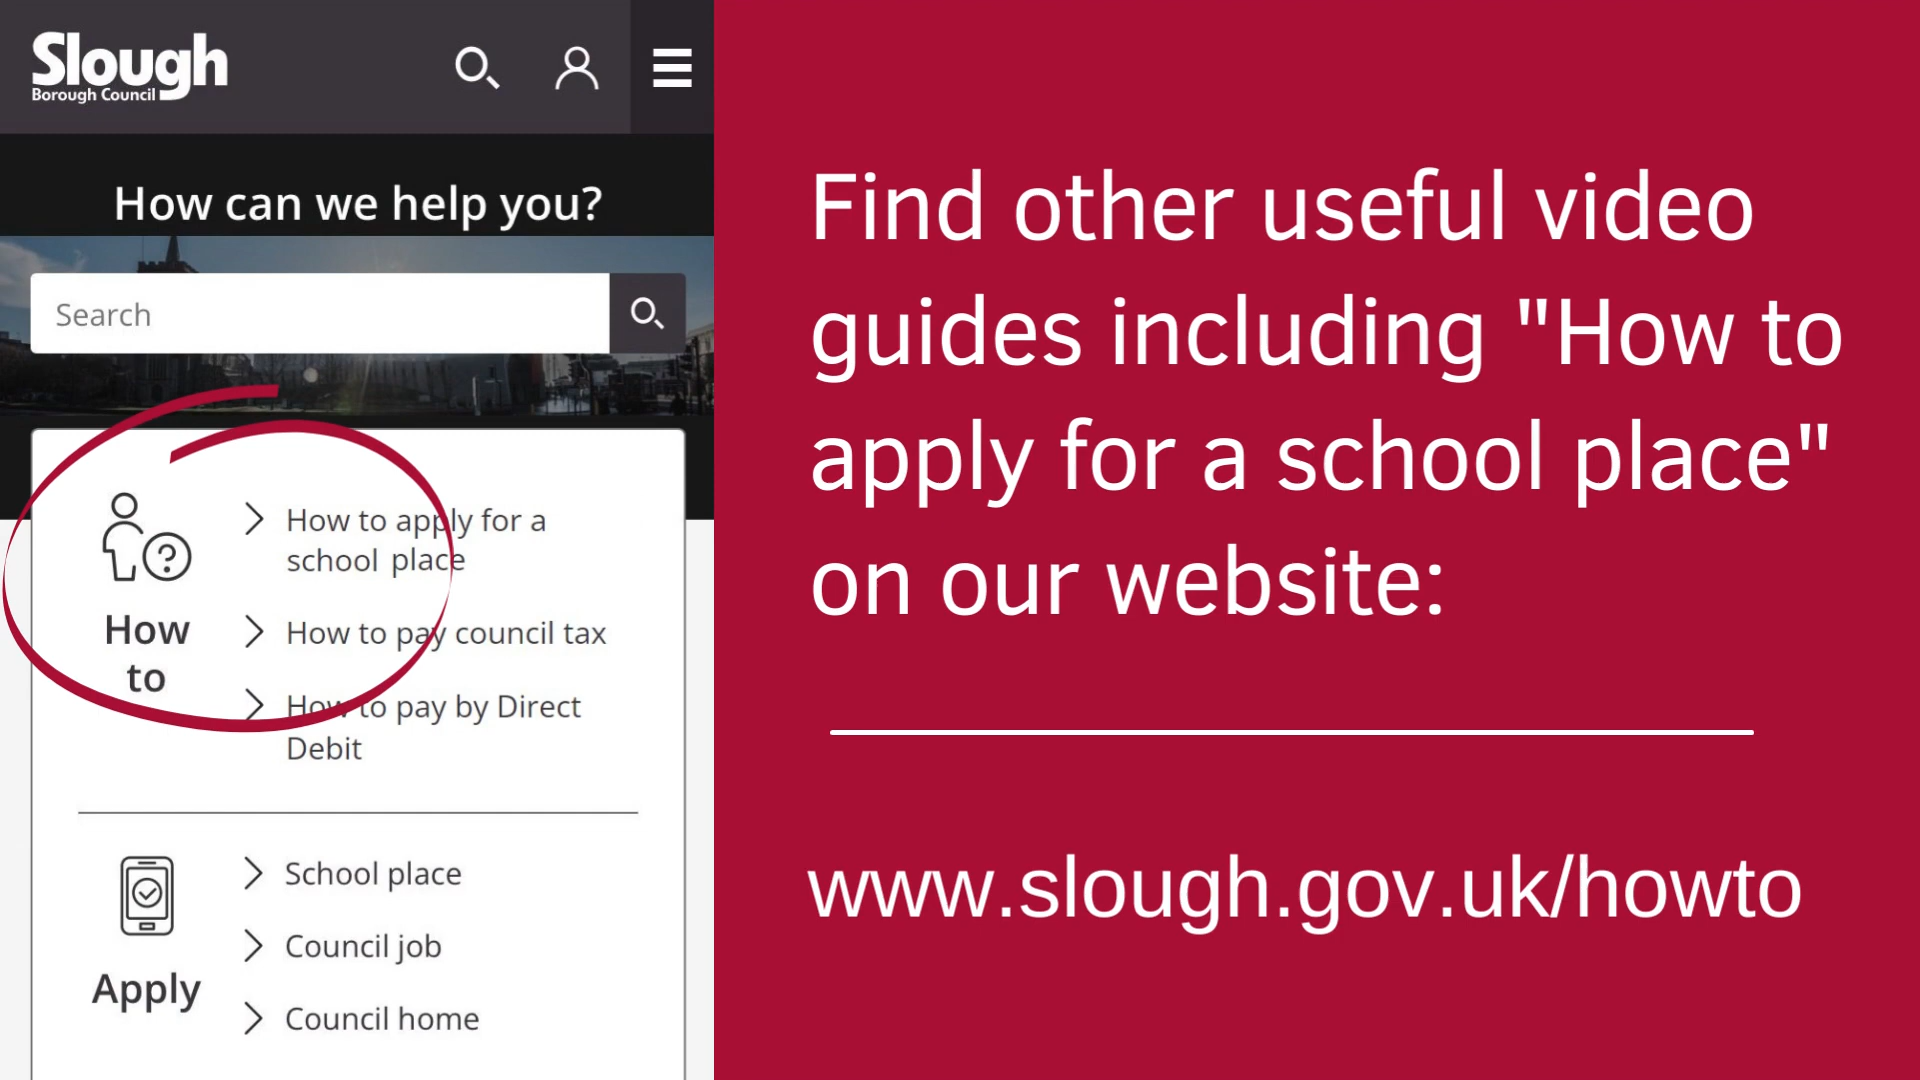 Slough
Borough Council
How can we help you?
Search
How to apply for a
school place
How to pay council tax
How to pay by Direct
Debit
How
to
School place
Council job
Council home
Apply
Find other useful video
guides including "How to
apply for a school place"
on our website:
www.slough.gov.uk/howto